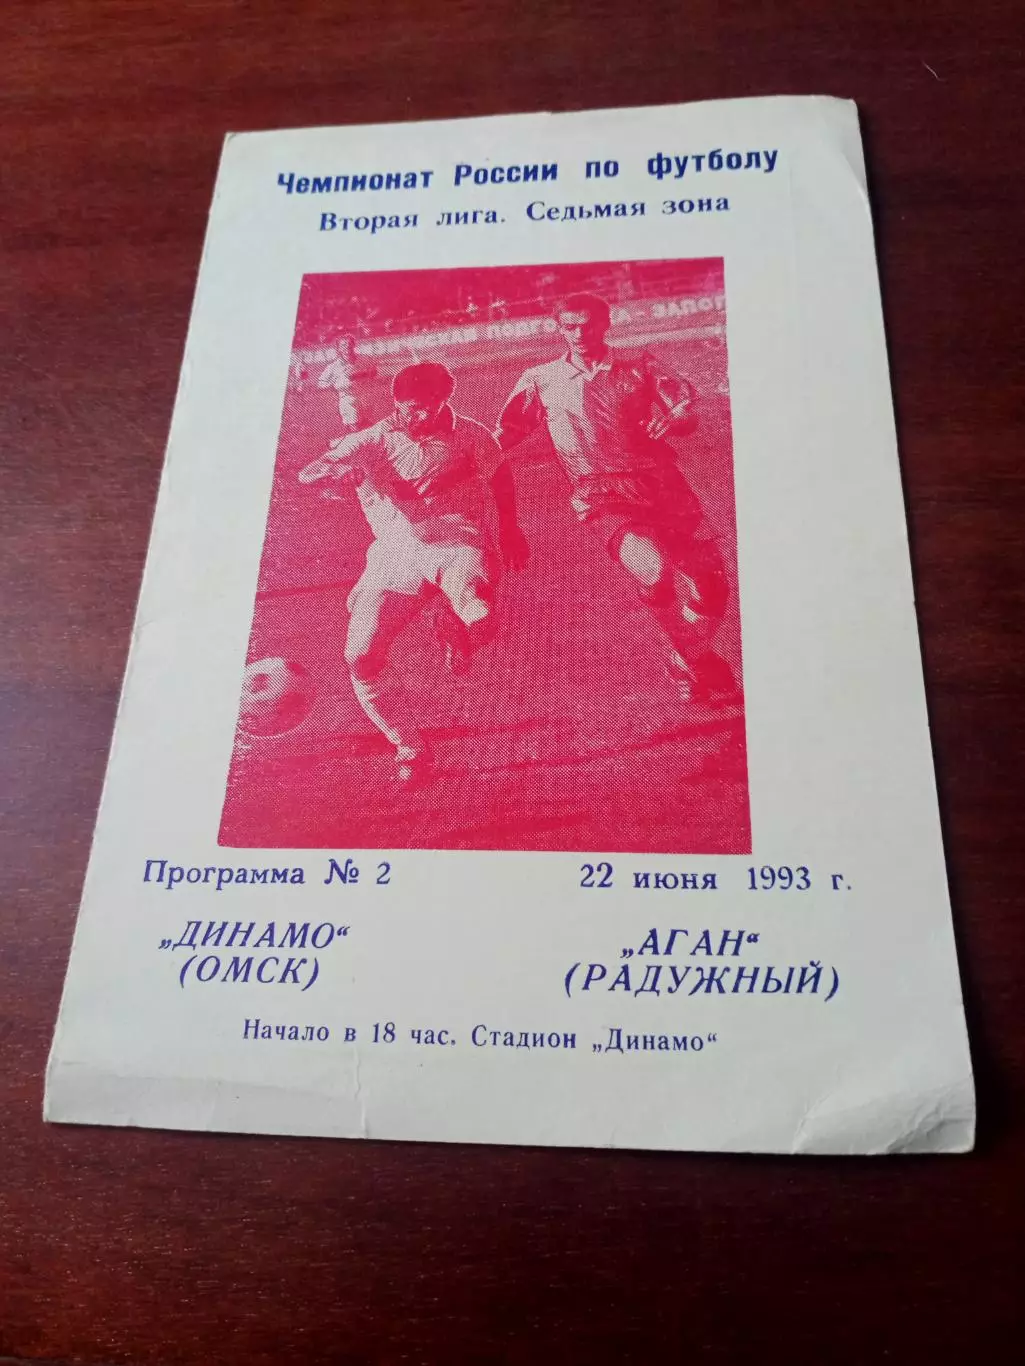 Чемпионат России по футболу
Вторая лига. Седьмая зона
Программа № 2
22 июня 1993 г.
„ДИНАМО“
(ОМСК)
„АГАН“
(РАДУЖНЫЙ)
Начало в 18 час. Стадион „Динамо“